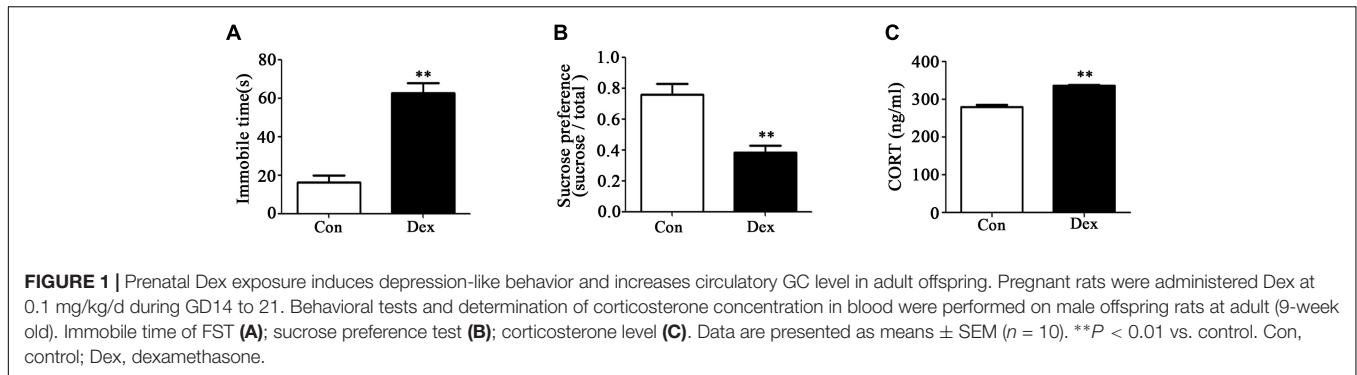 A
B
C
Immobile time(s)
80
60
40
20
0
**
Con
Dex
Sucrose preference
(sucrose / total )
1.0
0.8
0.6
0.4
0.2
0.0
**
Con
Dex
CORT (ng/ml)
400
300
200
100
0
**
Con
Dex
FIGURE 1 | Prenatal Dex exposure induces depression-like behavior and increases circulatory GC level in adult offspring. Pregnant rats were administered Dex at
0.1 mg/kg/d during GD14 to 21. Behavioral tests and determination of corticosterone concentration in blood were performed on male offspring rats at adult (9-week
old). Immobile time of FST (A); sucrose preference test (B); corticosterone level (C). Data are presented as means ± SEM (n = 10). **P < 0.01 vs. control. Con,
control; Dex, dexamethasone.